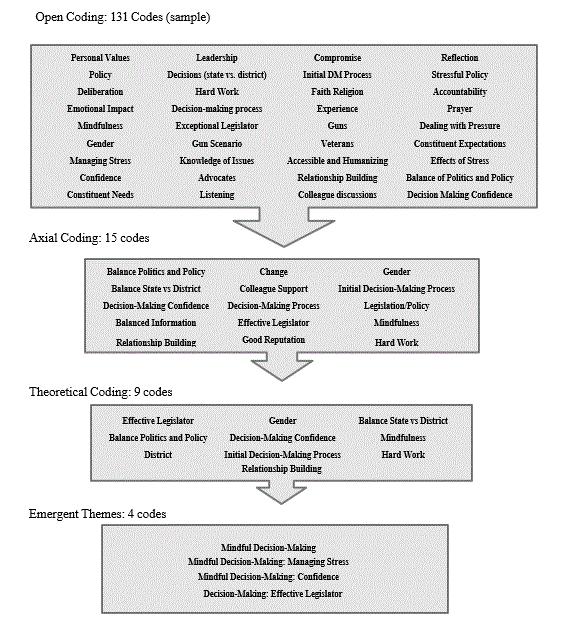 Open Coding: 131 Codes (sample)
Personal Values Leadership Compromise Reflection
Policy Decisions (state vs. district) Initial DM Process Stressful Policy
Deliberation Hard Work Faith Religion Accountability
Emotional Impact Decision-making process Experience Prayer
Mindfulness Exceptional Legislator Guns Dealing with Pressure
Gender Gun Scenario Veterans Constituent Expectations
Managing Stress Knowledge of Issues Accessible and Humanizing Effects of Stress
Confidence Advocates Relationship Building Balance of Politics and Policy
Constituent Needs Listening Colleague discussions Decision Making Confidence
Axial Coding: 15 codes
Balance Politics and Policy Change Gender
Balance State vs District Colleague Support Initial Decision-Making Process
Decision-Making Confidence Decision-Making Process Legislation/Policy
Balanced Information Effective Legislator Mindfulness
Relationship Building Good Reputation Hard Work
Theoretical Coding: 9 codes
Effective Legislator Gender Balance State vs District
Balance Politics and Policy Decision-Making Confidence Mindfulness
District Initial Decision-Making Process Hard Work
Relationship Building
Emergent Themes: 4 codes
Mindful Decision-Making
Mindful Decision-Making: Managing Stress
Mindful Decision-Making: Confidence
Decision-Making: Effective Legislator